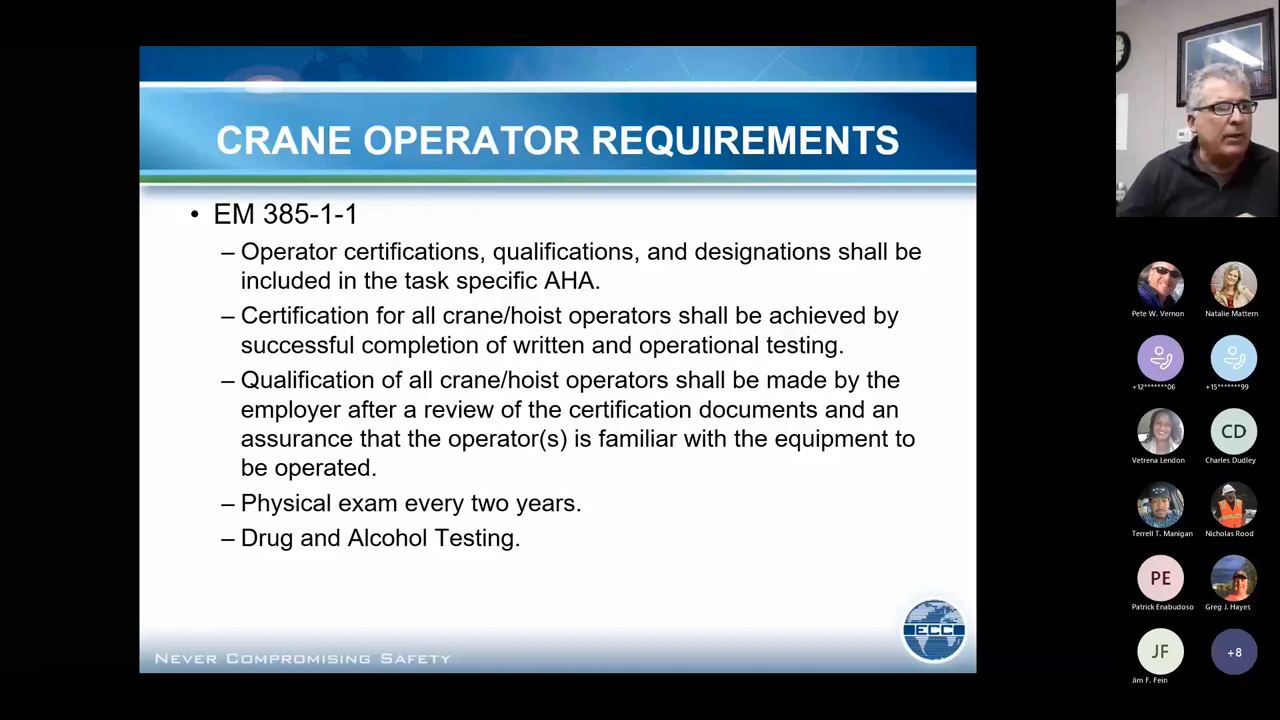 CRANE OPERATOR REQUIREMENTS
• EM 385-1-1
– Operator certifications, qualifications, and designations shall be
included in the task specific AHA.
– Certification for all crane/hoist operators shall be achieved by
successful completion of written and operational testing.
– Qualification of all crane/hoist operators shall be made by the
employer after a review of the certification documents and an
assurance that the operator(s) is familiar with the equipment to
be operated.
– Physical exam every two years.
– Drug and Alcohol Testing.
ECC
NEVER COMPROMISING SAFETY
Pete W. Vernon
Natalie Mattern
+12*******06
+15*******99
Vetrena Lendon
CD
Charles Dudley
Terrell T. Manigan
Nicholas Rood
PE
Patrick Enabudoso
Greg J. Hayes
JF
Jim F. Fein
+8